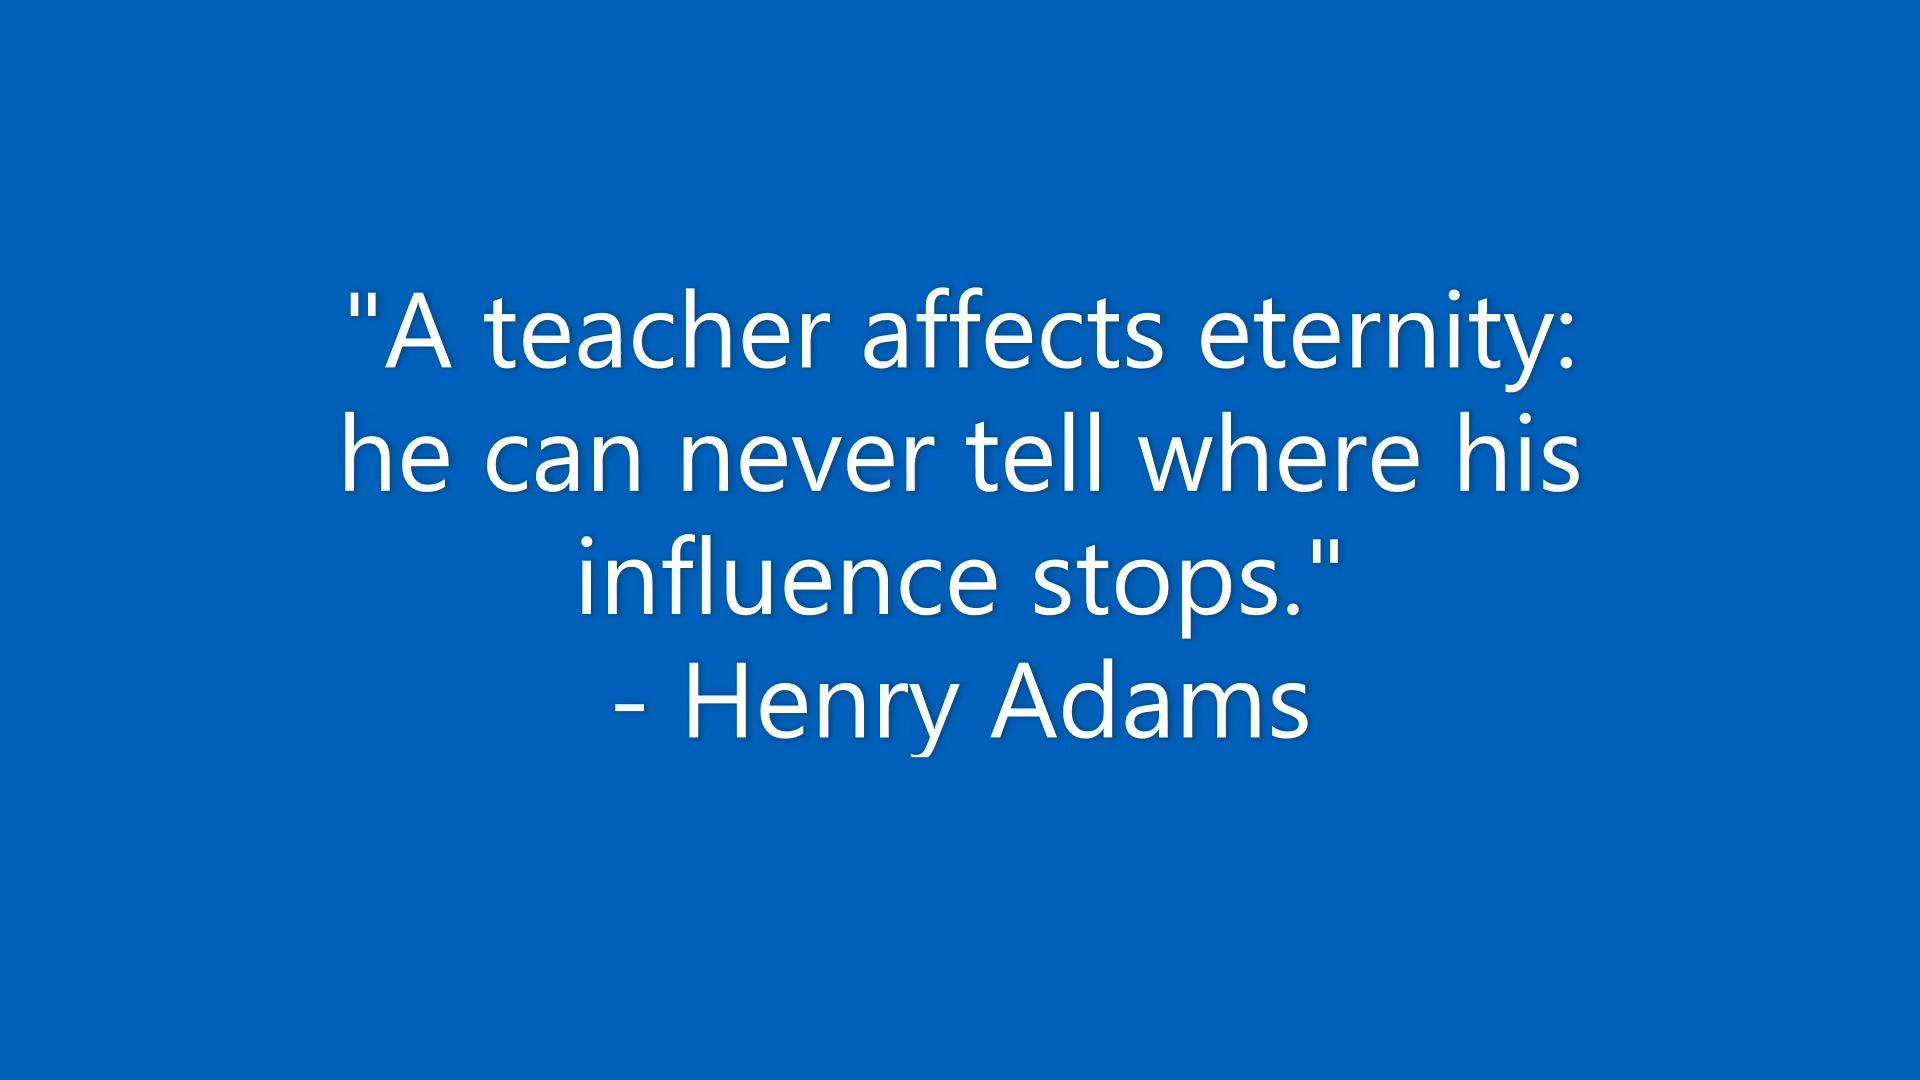 "A teacher affects eternity:
he can never tell where his
influence stops."
- Henry Adams